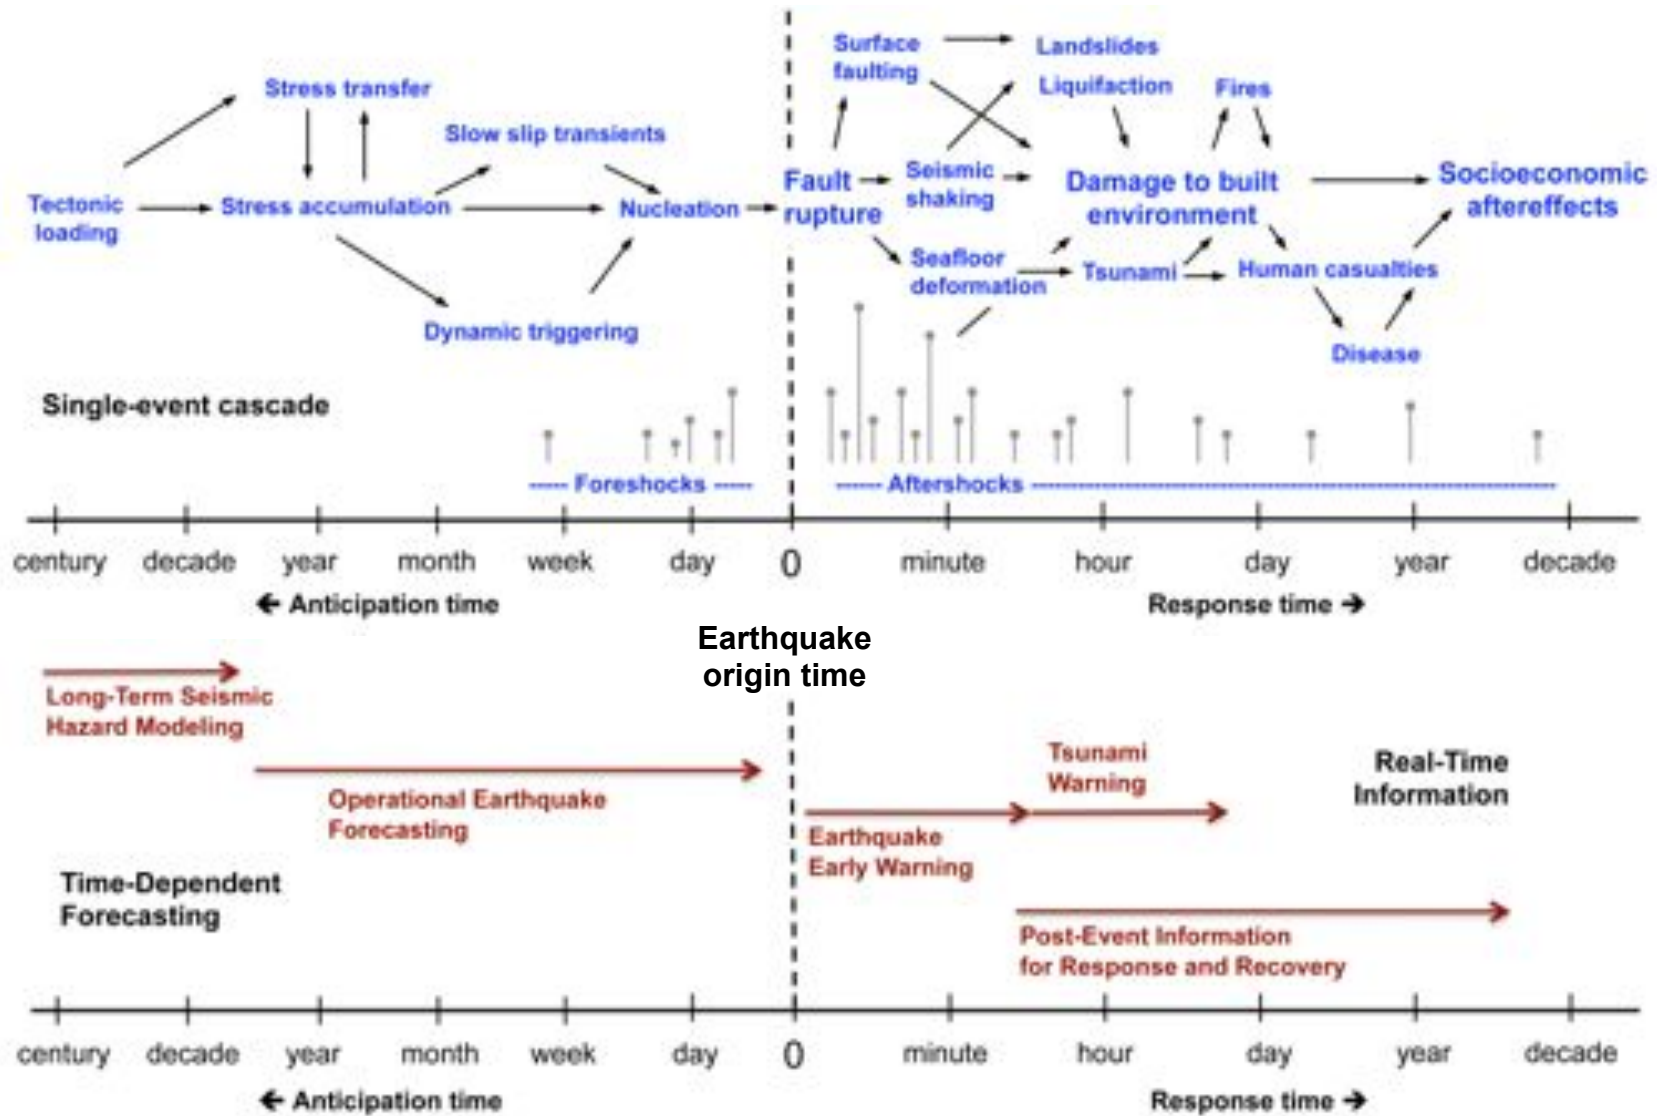 Surface
faulting
Landslides
Liquifaction
Fires
Stress transfer
Slow slip transients
Tectonic
loading
Stress accumulation
Nucleation
Fault
rupture
Seismic
shaking
Damage to built
environment
Socioeconomic
aftereffects
Seafloor
deformation
Tsunami
Human casualties
Dynamic triggering
Disease
Single-event cascade
----- Foreshocks -----
------ Aftershocks ------
century decade year month week day 0 minute hour day year decade
← Anticipation time
Response time →
Earthquake
origin time
Long-Term Seismic
Hazard Modeling
Operational Earthquake
Forecasting
Tsunami
Warning
Real-Time
Information
Earthquake
Early Warning
Time-Dependent
Forecasting
Post-Event Information
for Response and Recovery
century decade year month week day 0 minute hour day year decade
← Anticipation time
Response time →